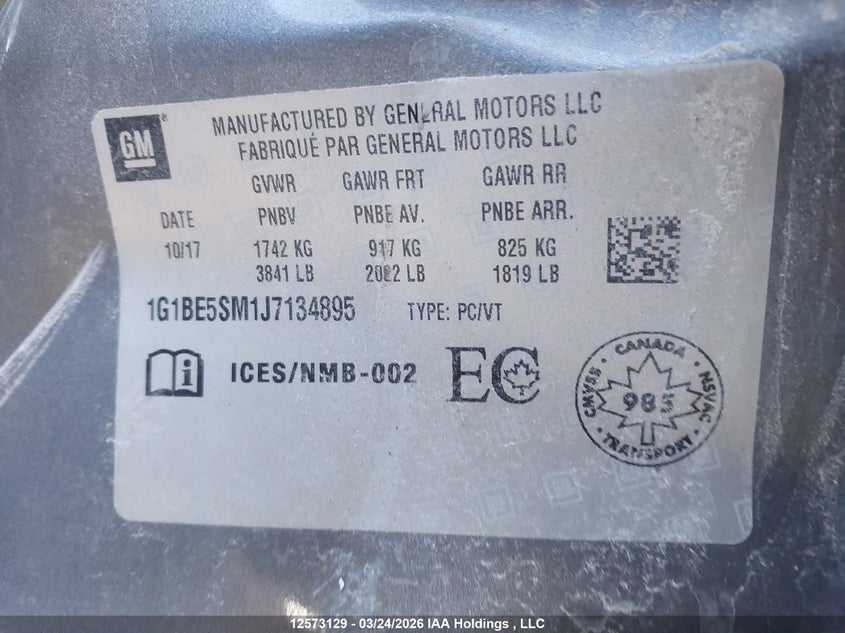 GM
MANUFACTURED BY GENERAL MOTORS LLC
FABRIQUÉ PAR GENERAL MOTORS LLC
GVWR GAWR FRT GAWR RR
DATE PNBV PNBE AV. PNBE ARR.
10/17 1742 KG 917 KG 825 KG
3841 LB 2022 LB 1819 LB
1G1BE5SM1J7134895 TYPE: PC/VT
i ICES/NMB-002 EC
CANADA
CMVSS 985 NSVAC
TRANSPORT
12573129 - 03/24/2026 IAA Holdings , LLC